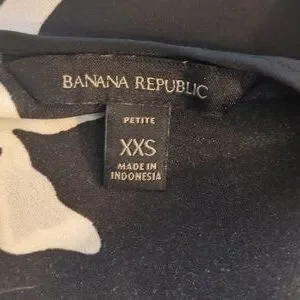 BANANA REPUBLIC
PETITE
XXS
MADE IN
INDONESIA